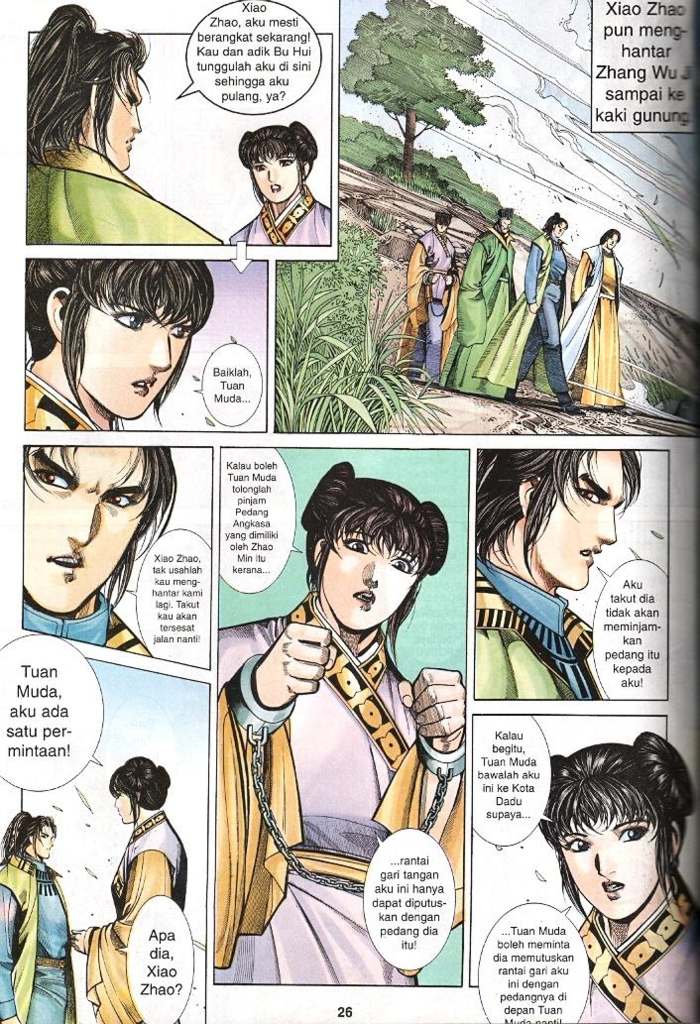 Xiao
Zhao, aku mesti
berangkat sekarang!
Kau dan adik Bu Hui
tunggulah aku di sini
sehingga aku
pulang, ya?
Xiao Zhao
pun meng-
hantar
Zhang Wu Ji
sampai ke
kaki gunung.
Baiklah,
Tuan
Muda...
Xiao Zhao,
tak usahlah
kau meng-
hantar kami
lagi. Takut
kau akan
tersesat
jalan nanti!
Tuan
Muda,
aku ada
satu per-
mintaan!
Apa
dia,
Xiao
Zhao?
Kalau boleh
Tuan Muda
tolonglah
pinjam
Pedang
Angkasa
yang dimiliki
oleh Zhao
Min itu
kerana...
...rantai
gari tangan
aku ini hanya
dapat diputus-
kan dengan
pedang dia
itu!
Aku
takut dia
tidak akan
meminjam-
kan
pedang itu
kepada
aku!
Kalau
begitu,
Tuan Muda
bawalah aku
ini ke Kota
Dadu
supaya...
...Tuan Muda
boleh meminta
dia memutuskan
rantai gari aku
ini dengan
pedangnya di
depan Tuan
Muda nanti!
26